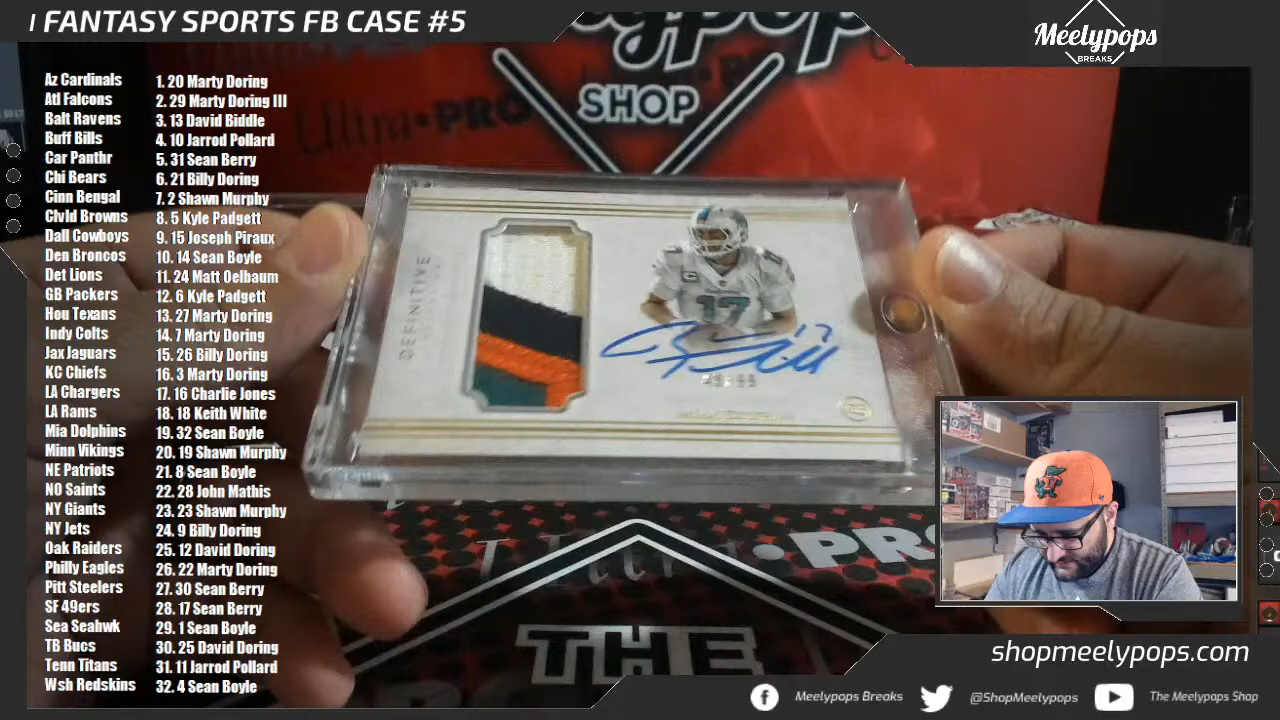 FANTASY SPORTS FB CASE #5
Meelypops
BREAKS
SHOP
Ultra•PRO
Az Cardinals 1. 20 Marty Doring
Atl Falcons 2. 29 Marty Doring III
Balt Ravens 3. 13 David Biddle
Buff Bills 4. 10 Jarrod Pollard
Car Panthr 5. 31 Sean Berry
Chi Bears 6. 21 Billy Doring
Cinn Bengal 7. 2 Shawn Murphy
Clvld Browns 8. 5 Kyle Padgett
Dall Cowboys 9. 15 Joseph Piraux
Den Broncos 10. 14 Sean Boyle
Det Lions 11. 24 Matt Oelbaum
GB Packers 12. 6 Kyle Padgett
Hou Texans 13. 27 Marty Doring
Indy Colts 14. 7 Marty Doring
Jax Jaguars 15. 26 Billy Doring
KC Chiefs 16. 3 Marty Doring
LA Chargers 17. 16 Charlie Jones
LA Rams 18. 18 Keith White
Mia Dolphins 19. 32 Sean Boyle
Minn Vikings 20. 19 Shawn Murphy
NE Patriots 21. 8 Sean Boyle
NO Saints 22. 28 John Mathis
NY Giants 23. 23 Shawn Murphy
NY Jets 24. 9 Billy Doring
Oak Raiders 25. 12 David Doring
Philly Eagles 26. 22 Marty Doring
Pitt Steelers 27. 30 Sean Berry
SF 49ers 28. 17 Sean Berry
Sea Seahwk 29. 1 Sean Boyle
TB Bucs 30. 25 David Doring
Tenn Titans 31. 11 Jarrod Pollard
Wsh Redskins 32. 4 Sean Boyle
DEFINITIVE
17
17
THE
shopmeelypops.com
Meelypops Breaks
@ShopMeelypops
The Meelypops Shop